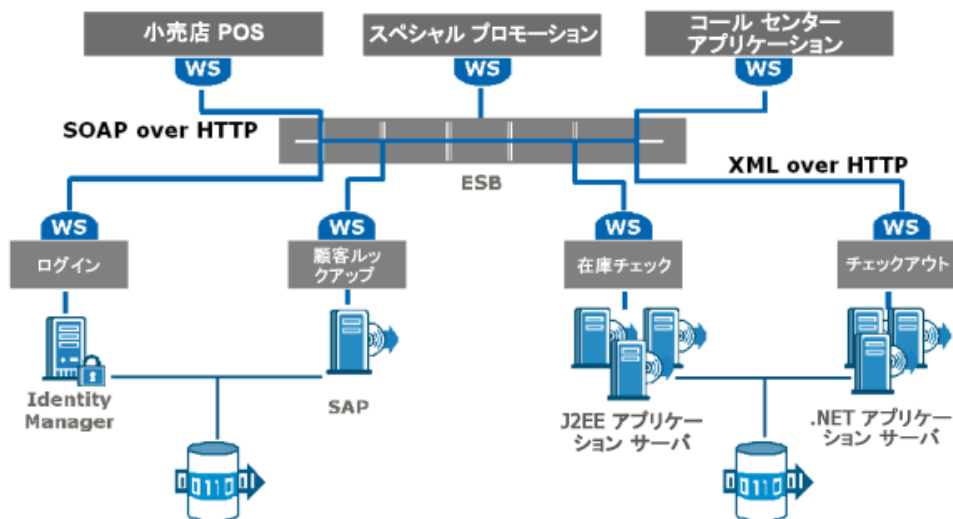 小売店 POS
スペシャル プロモーション
コール センター
アプリケーション
WS
WS
WS
SOAP over HTTP
ESB
XML over HTTP
WS
WS
WS
WS
ログイン
顧客ルッ
クアップ
在庫チェック
チェックアウト
Identity
Manager
SAP
J2EE アプリケー
ション サーバ
.NET アプリケー
ション サーバ
011
011